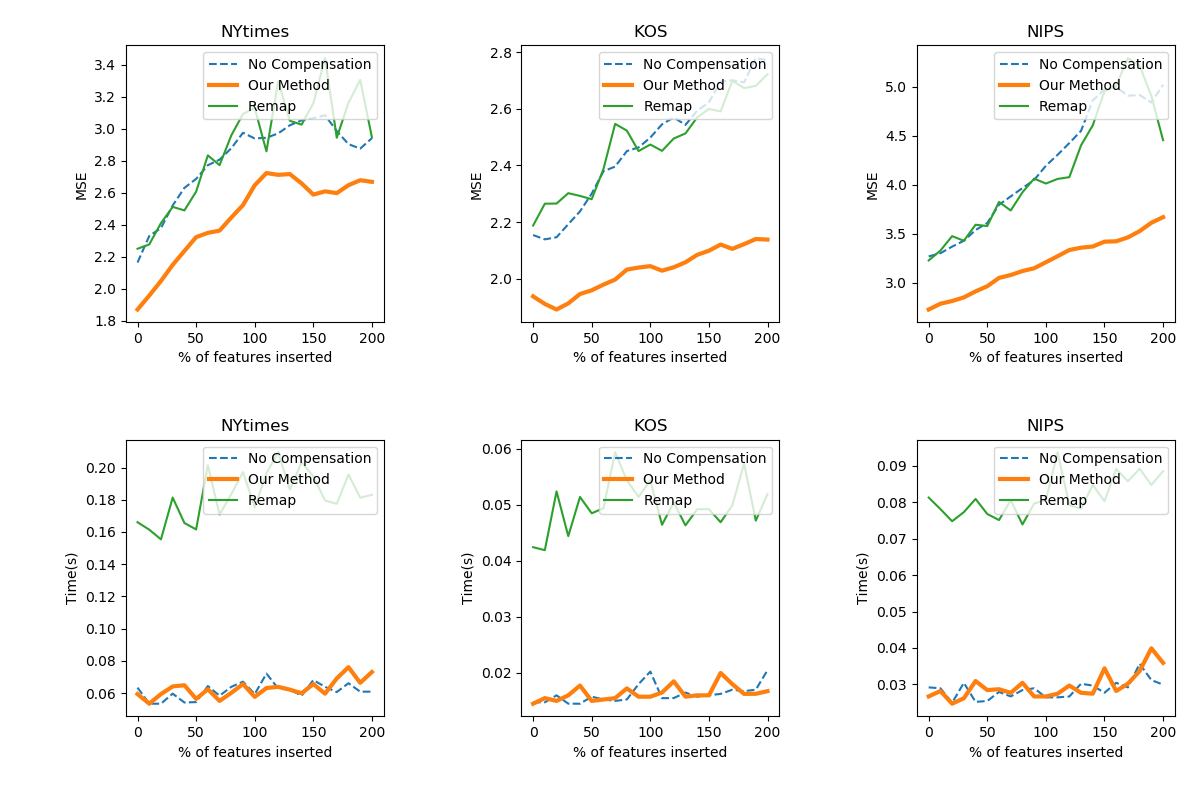 NYtimes
3.4
3.2
3.0
2.8
2.6
2.4
2.2
2.0
1.8
MSE
No Compensation
Our Method
Remap
0 50 100 150 200
% of features inserted
KOS
2.8
2.6
2.4
2.2
2.0
MSE
No Compensation
Our Method
Remap
0 50 100 150 200
% of features inserted
NIPS
5.0
4.5
4.0
3.5
3.0
MSE
No Compensation
Our Method
Remap
0 50 100 150 200
% of features inserted
NYtimes
0.20
0.18
0.16
0.14
0.12
0.10
0.08
0.06
Time(s)
No Compensation
Our Method
Remap
0 50 100 150 200
% of features inserted
KOS
0.06
0.05
0.04
0.03
0.02
Time(s)
No Compensation
Our Method
Remap
0 50 100 150 200
% of features inserted
NIPS
0.09
0.08
0.07
0.06
0.05
0.04
0.03
Time(s)
No Compensation
Our Method
Remap
0 50 100 150 200
% of features inserted